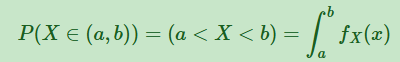 P(X ∈ (a, b)) = (a < X < b) = ∫_a^b f_X(x)